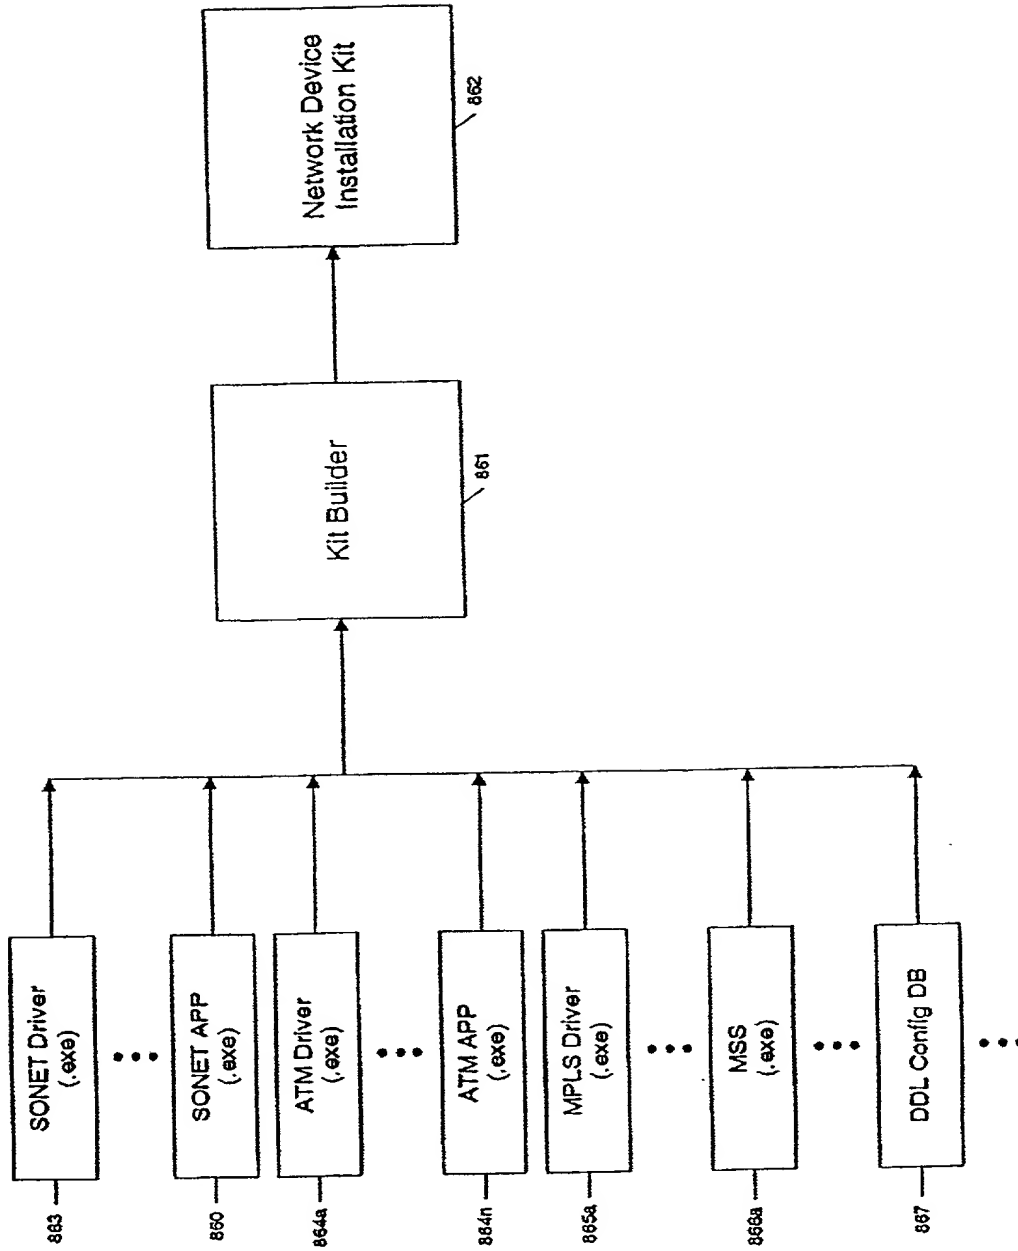 Network Device
Installation Kit
862
Kit Builder
861
SONET Driver
(.exe)
863
SONET APP
(.exe)
860
ATM Driver
(.exe)
864a
ATM APP
(.exe)
864n
MPLS Driver
(.exe)
865a
MSS
(.exe)
866a
DDL Config DB
867